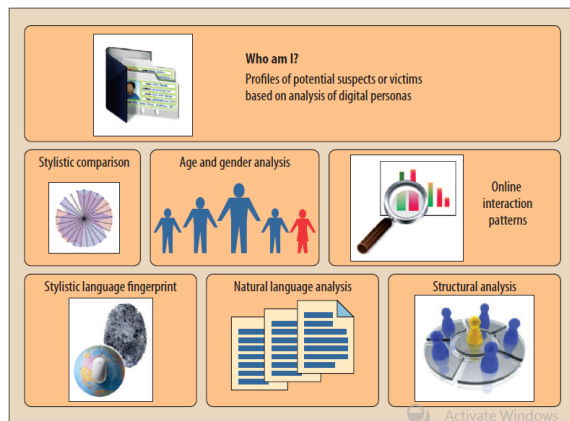 Who am I?
Profiles of potential suspects or victims
based on analysis of digital personas
Stylistic comparison
Age and gender analysis
Online
interaction
patterns
Stylistic language fingerprint
Natural language analysis
Structural analysis
Activate Windows